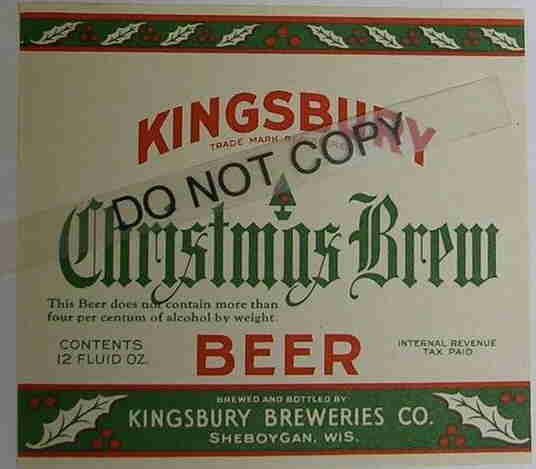 KINGSBURY
TRADE MARK REGISTERED
DO NOT COPY
Christmas Brew
This Beer does not contain more than
four per centum of alcohol by weight.
CONTENTS
12 FLUID OZ.
BEER
INTERNAL REVENUE
TAX PAID
BREWED AND BOTTLED BY
KINGSBURY BREWERIES CO.
SHEBOYGAN, WIS.